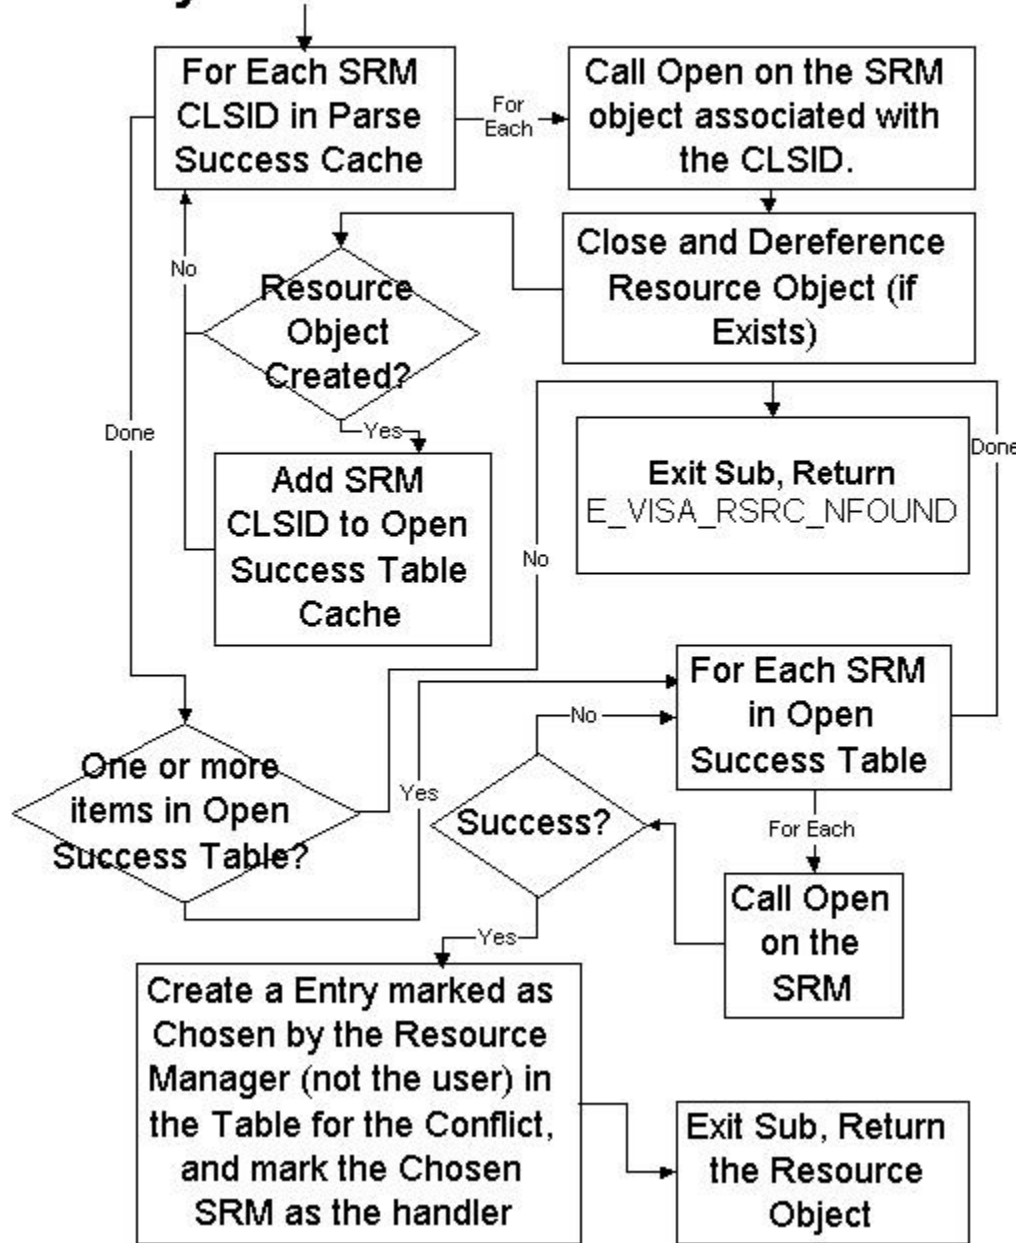 For Each SRM
CLSID in Parse
Success Cache
For
Each
Call Open on the SRM
object associated with
the CLSID.
Close and Dereference
Resource Object (if
Exists)
No
Resource
Object
Created?
Yes
Done
Add SRM
CLSID to Open
Success Table
Cache
Exit Sub, Return
E_VISA_RSRC_NFOUND
Done
No
For Each SRM
in Open
Success Table
No
One or more
items in Open
Success Table?
Yes
Success?
For Each
Call Open
on the
SRM
Yes
Create a Entry marked as
Chosen by the Resource
Manager (not the user) in
the Table for the Conflict,
and mark the Chosen
SRM as the handler
Exit Sub, Return
the Resource
Object